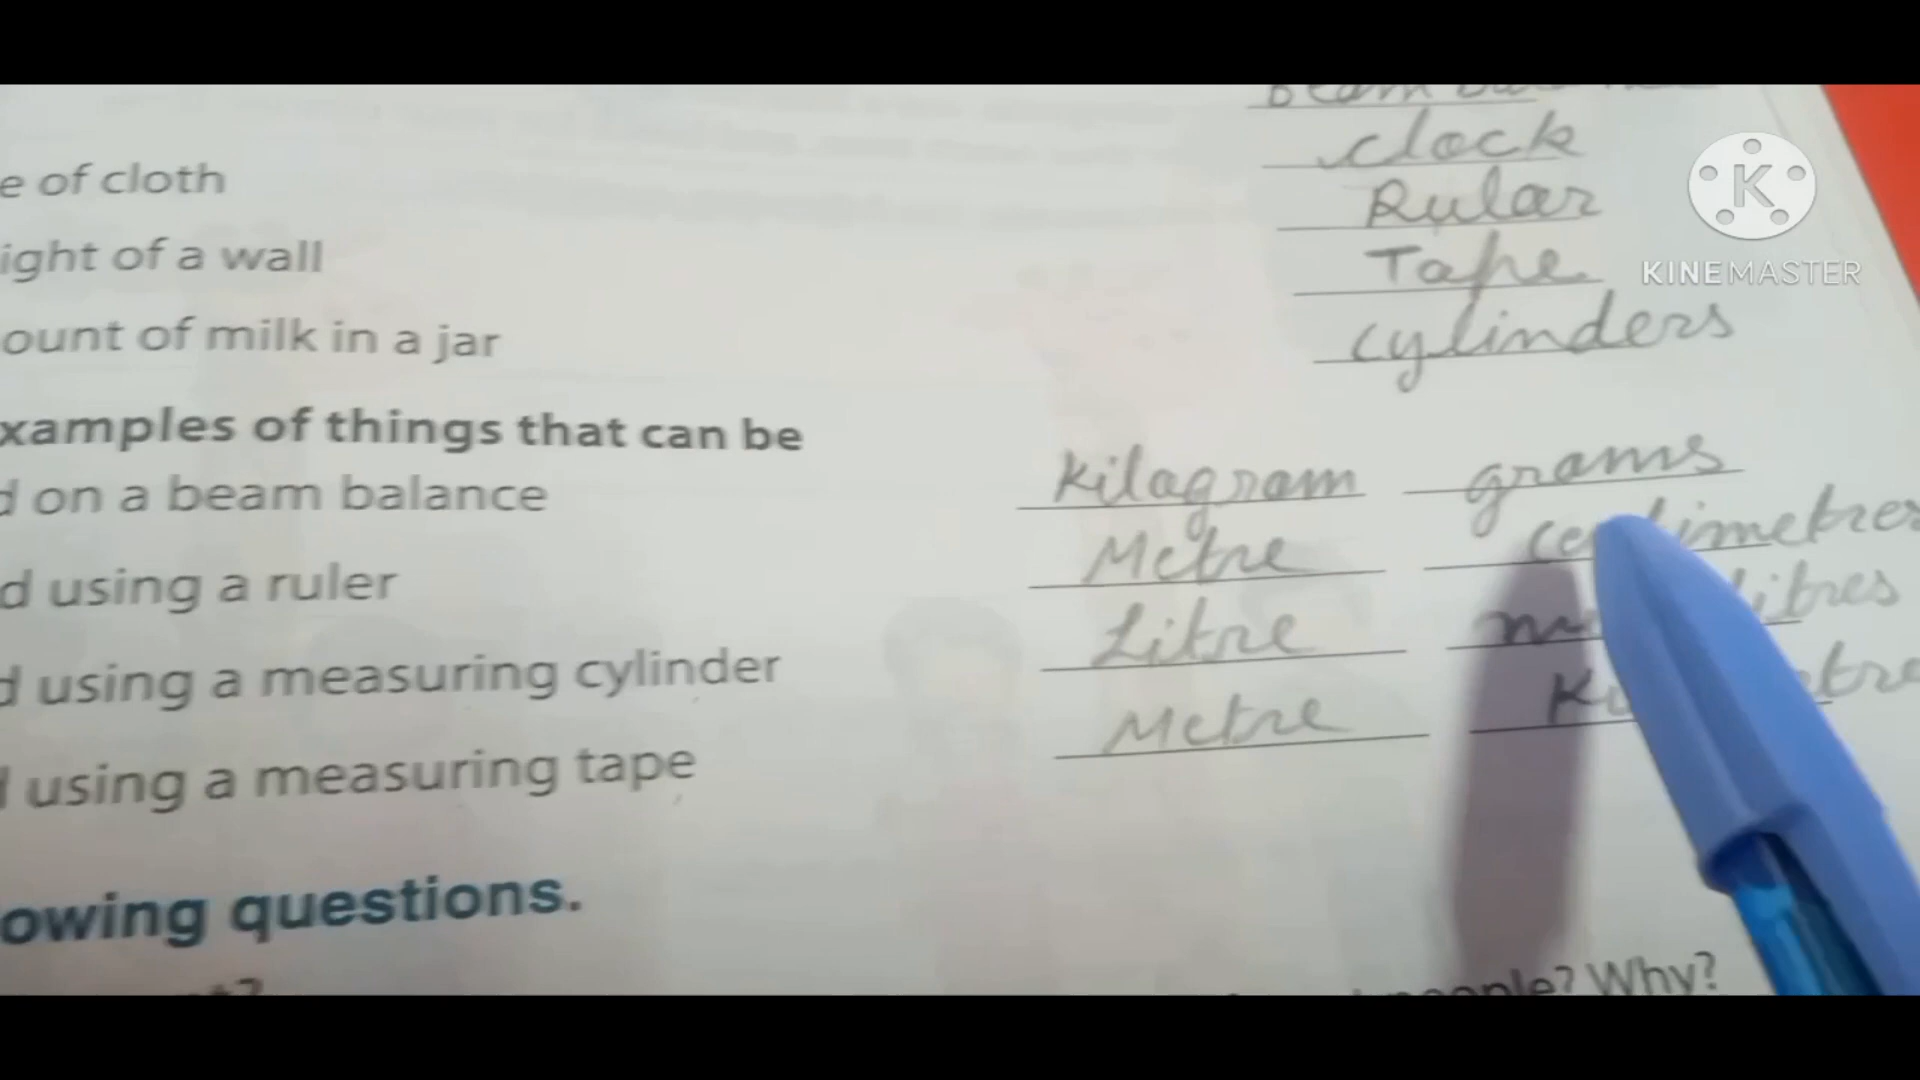 clock
e of cloth Rular
ight of a wall Tape
KINEMASTER
ount of milk in a jar cylinders
xamples of things that can be
d on a beam balance Kilagram grams
d using a ruler Metre
d using a measuring cylinder Litre
d using a measuring tape Metre
owing questions.
people? Why?